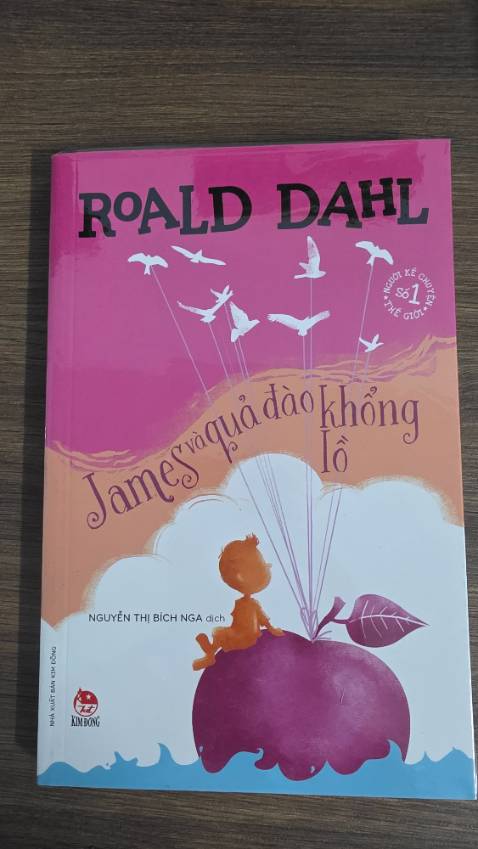 ROALD DAHL
NGƯỜI KỂ CHUYỆN
SỐ 1
THẾ GIỚI
James và quả đào khổng
lồ
NGUYỄN THỊ BÍCH NGA dịch
NHÀ XUẤT BẢN KIM ĐỒNG
KIM ĐỒNG